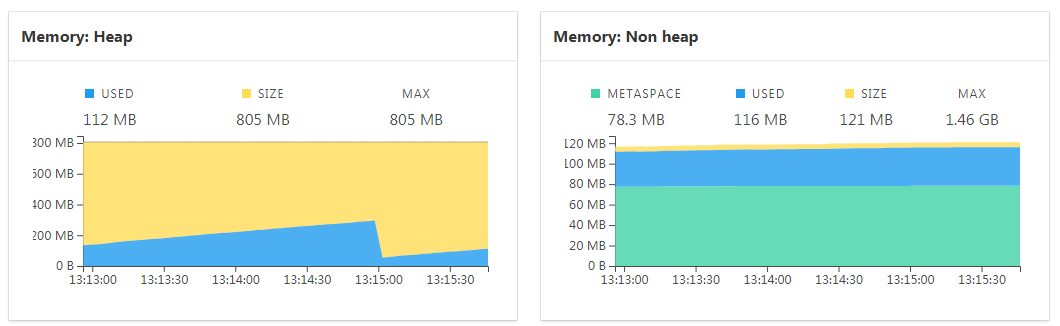 Memory: Heap
USED SIZE MAX
112 MB 805 MB 805 MB
800 MB
600 MB
400 MB
200 MB
0 B
13:13:00 13:13:30 13:14:00 13:14:30 13:15:00 13:15:30
Memory: Non heap
METASPACE USED SIZE MAX
78.3 MB 116 MB 121 MB 1.46 GB
120 MB
100 MB
80 MB
60 MB
40 MB
20 MB
0 B
13:13:00 13:13:30 13:14:00 13:14:30 13:15:00 13:15:30